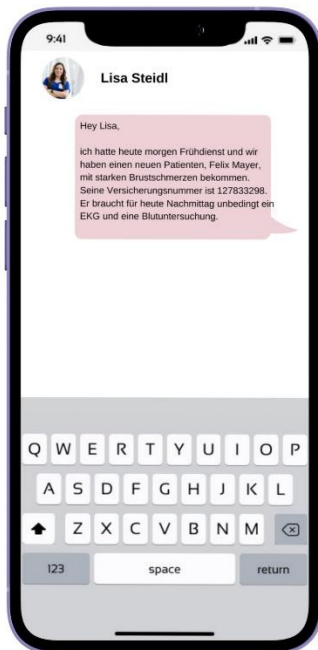 9:41
Lisa Steidl
Hey Lisa,
ich hatte heute morgen Frühdienst und wir
haben einen neuen Patienten, Felix Mayer,
mit starken Brustschmerzen bekommen.
Seine Versicherungsnummer ist 127833298.
Er braucht für heute Nachmittag unbedingt ein
EKG und eine Blutuntersuchung.
Q W E R T Y U I O P
A S D F G H J K L
Z X C V B N M
123 space return